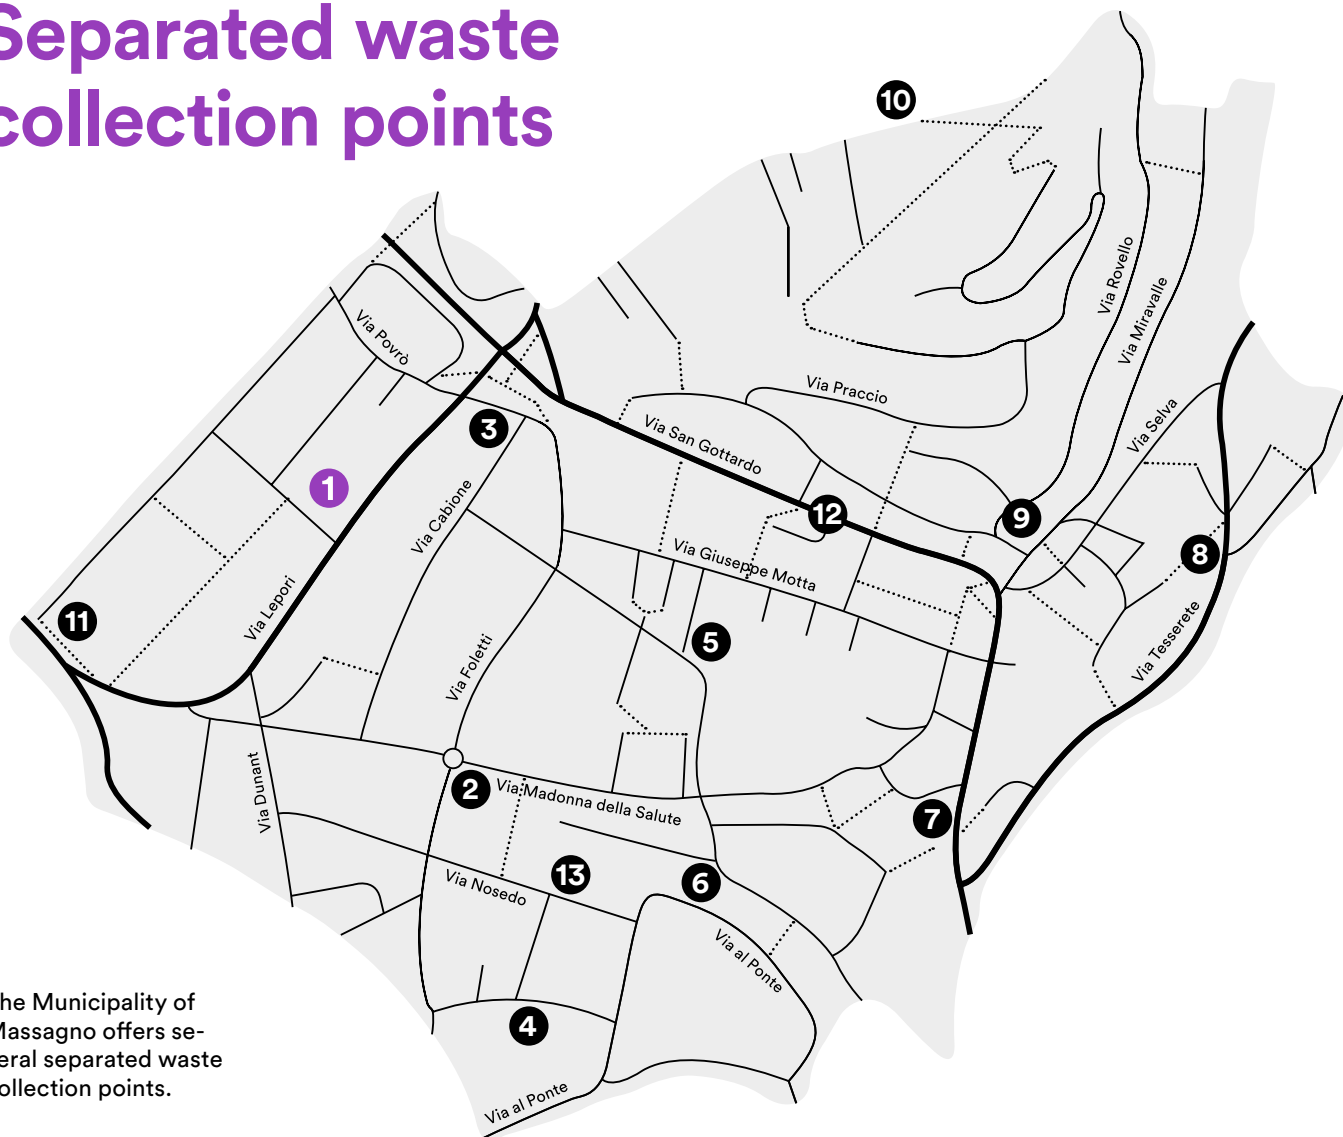 Separated waste
collection points
10
Via Rovello
Via Miravalle
Via Povrò
Via Praccio
3
Via San Gottardo
Via Selva
1
Via Cabione
12
9
Via Giuseppe Motta
8
Via Lepori
11
5
Via Foletti
Via Tesserete
Via Dunant
2
Via Madonna della Salute
7
13
6
Via Nosedo
Via al Ponte
he Municipality of
Massagno offers se-
eral separated waste
ollection points.
4
Via al Ponte